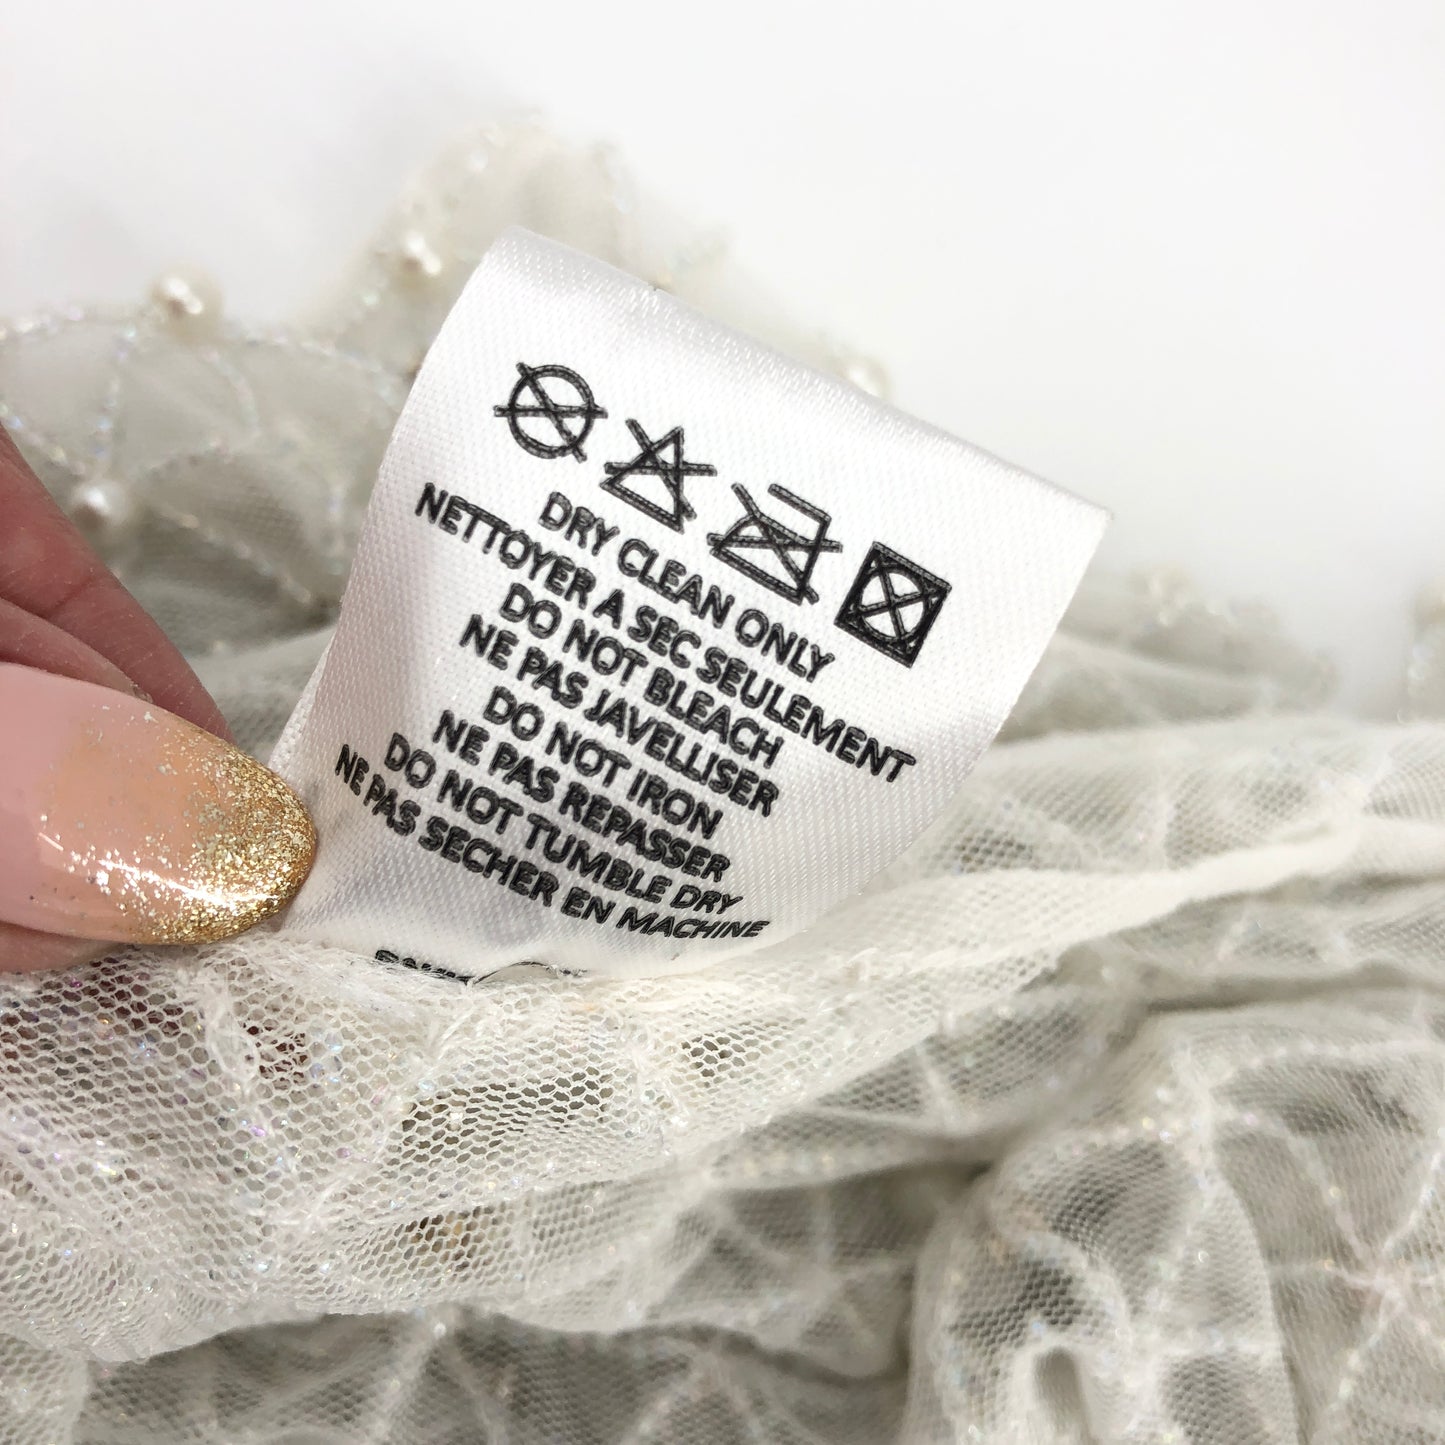 DRY CLEAN ONLY
NETTOYER A SEC SEULEMENT
DO NOT BLEACH
NE PAS JAVELLISER
DO NOT IRON
NE PAS REPASSER
DO NOT TUMBLE DRY
NE PAS SECHER EN MACHINE